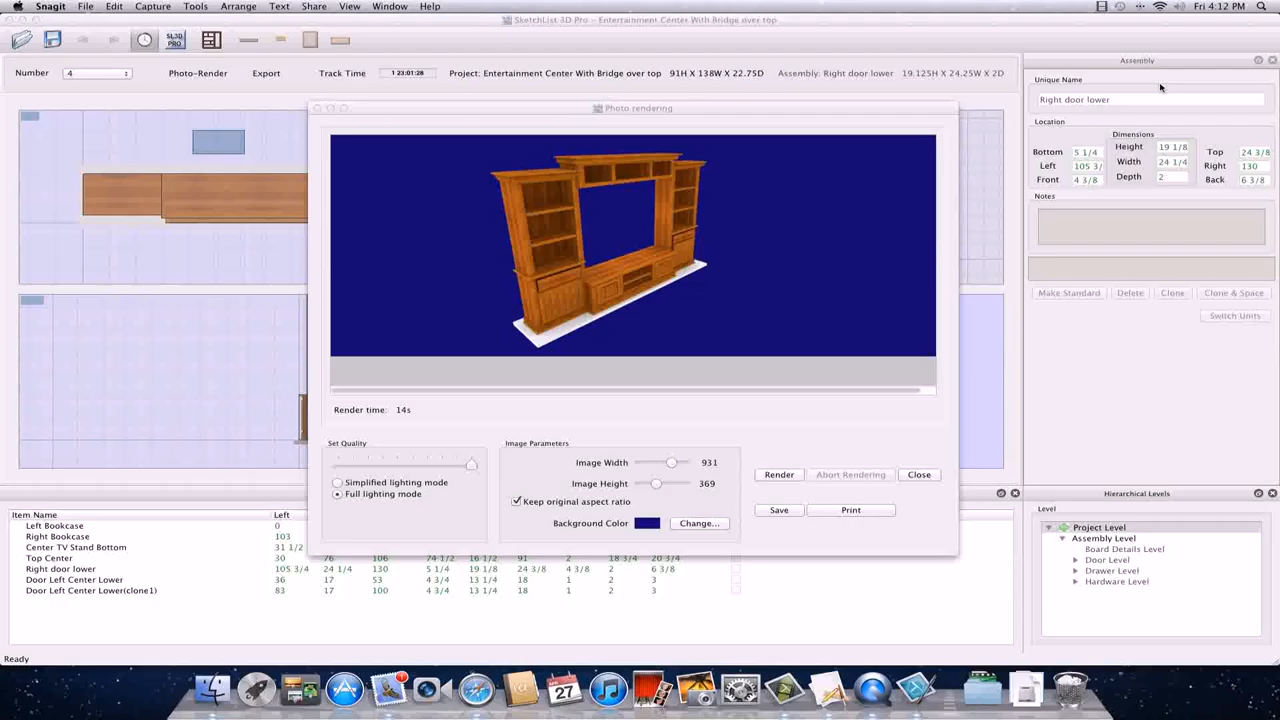 Snagit File Edit Capture Tools Arrange Text Share View Window Help Fri 4:12 PM
SketchList 3D Pro - Entertainment Center With Bridge over top
SL3D PRO
Number 4 Photo-Render Export Track Time 1 23:01:28 Project: Entertainment Center With Bridge over top 91H X 138W X 22.75D Assembly: Right door lower 19.125H X 24.25W X 2D
Assembly
Unique Name
Right door lower
Location
Dimensions
Bottom 5 1/4 Height 19 1/8 Top 24 3/8
Left 105 3/ Width 24 1/4 Right 130
Front 4 3/8 Depth 2 Back 6 3/8
Notes
Make Standard Delete Clone Clone & Space
Switch Units
Photo rendering
Render time: 14s
Set Quality
Simplified lighting mode
Full lighting mode
Image Parameters
Image Width 931
Image Height 369
Keep original aspect ratio
Background Color Change...
Render Abort Rendering Close
Save Print
Item Name Left
Left Bookcase 0
Right Bookcase 103
Center TV Stand Bottom 31 1/2
Top Center 30 76 106 74 1/2 16 1/2 91 2 18 3/4 20 3/4
Right door lower 105 3/4 24 1/4 130 5 1/4 19 1/8 24 3/8 4 3/8 2 6 3/8
Door Left Center Lower 36 17 53 4 3/4 13 1/4 18 1 2 3
Door Left Center Lower(clone1) 83 17 100 4 3/4 13 1/4 18 1 2 3
Hierarchical Levels
Level
Project Level
Assembly Level
Board Details Level
Door Level
Drawer Level
Hardware Level
Ready
27
1